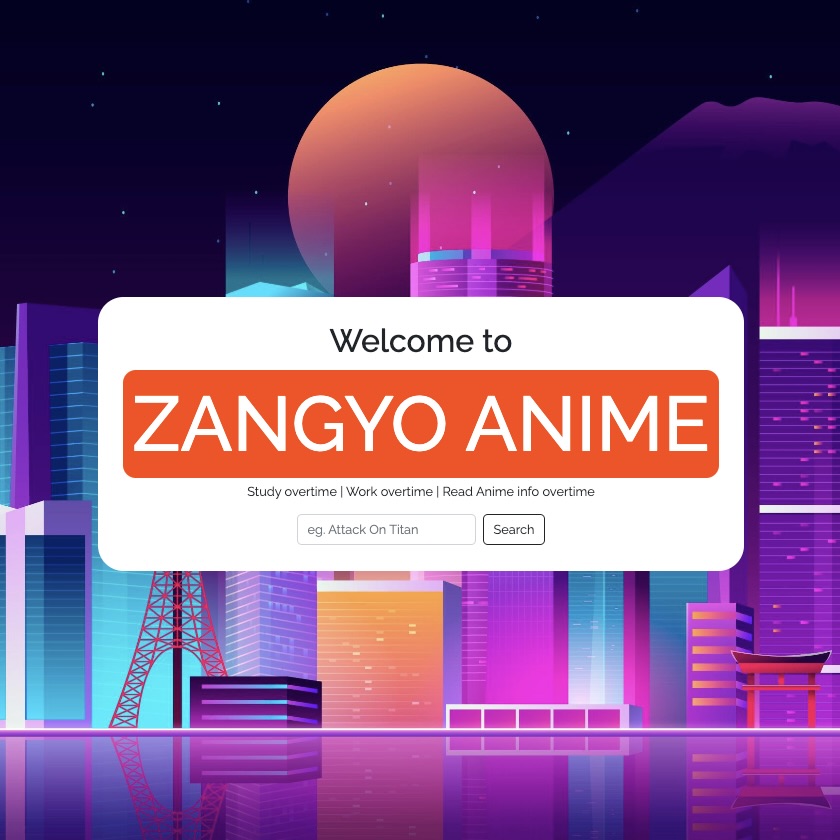 Welcome to
ZANGYO ANIME
Study overtime | Work overtime | Read Anime info overtime
eg. Attack On Titan Search